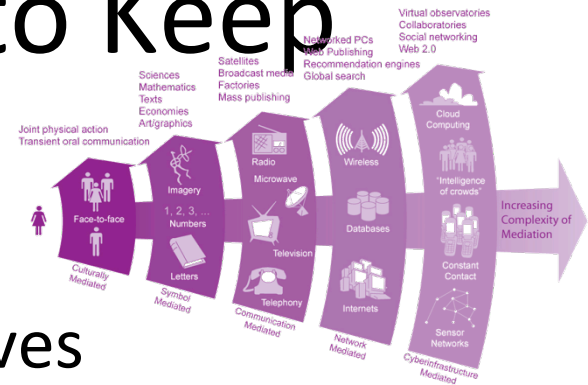 to Keep
Joint physical action
Transient oral communication
Sciences
Mathematics
Texts
Economies
Art/graphics
Satellites
Broadcast media
Factories
Mass publishing
Networked PCs
Web Publishing
Recommendation engines
Global search
Virtual observatories
Collaboratories
Social networking
Web 2.0
Face-to-face
Culturally
Mediated
Imagery
1, 2, 3, ...
Numbers
Letters
Symbol
Mediated
Radio
Microwave
Television
Telephony
Communication
Mediated
Wireless
Databases
Internets
Network
Mediated
Cloud
Computing
"Intelligence
of crowds"
Constant
Contact
Sensor
Networks
Cyberinfrastructure
Mediated
Increasing
Complexity of
Mediation
ves